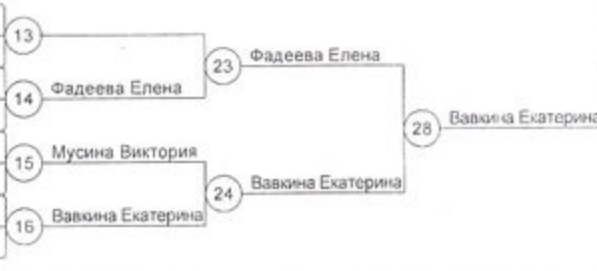 13
23
Фадеева Елена
14
Фадеева Елена
28
Вавкина Екатерина
15
Мусина Виктория
24
Вавкина Екатерина
16
Вавкина Екатерина